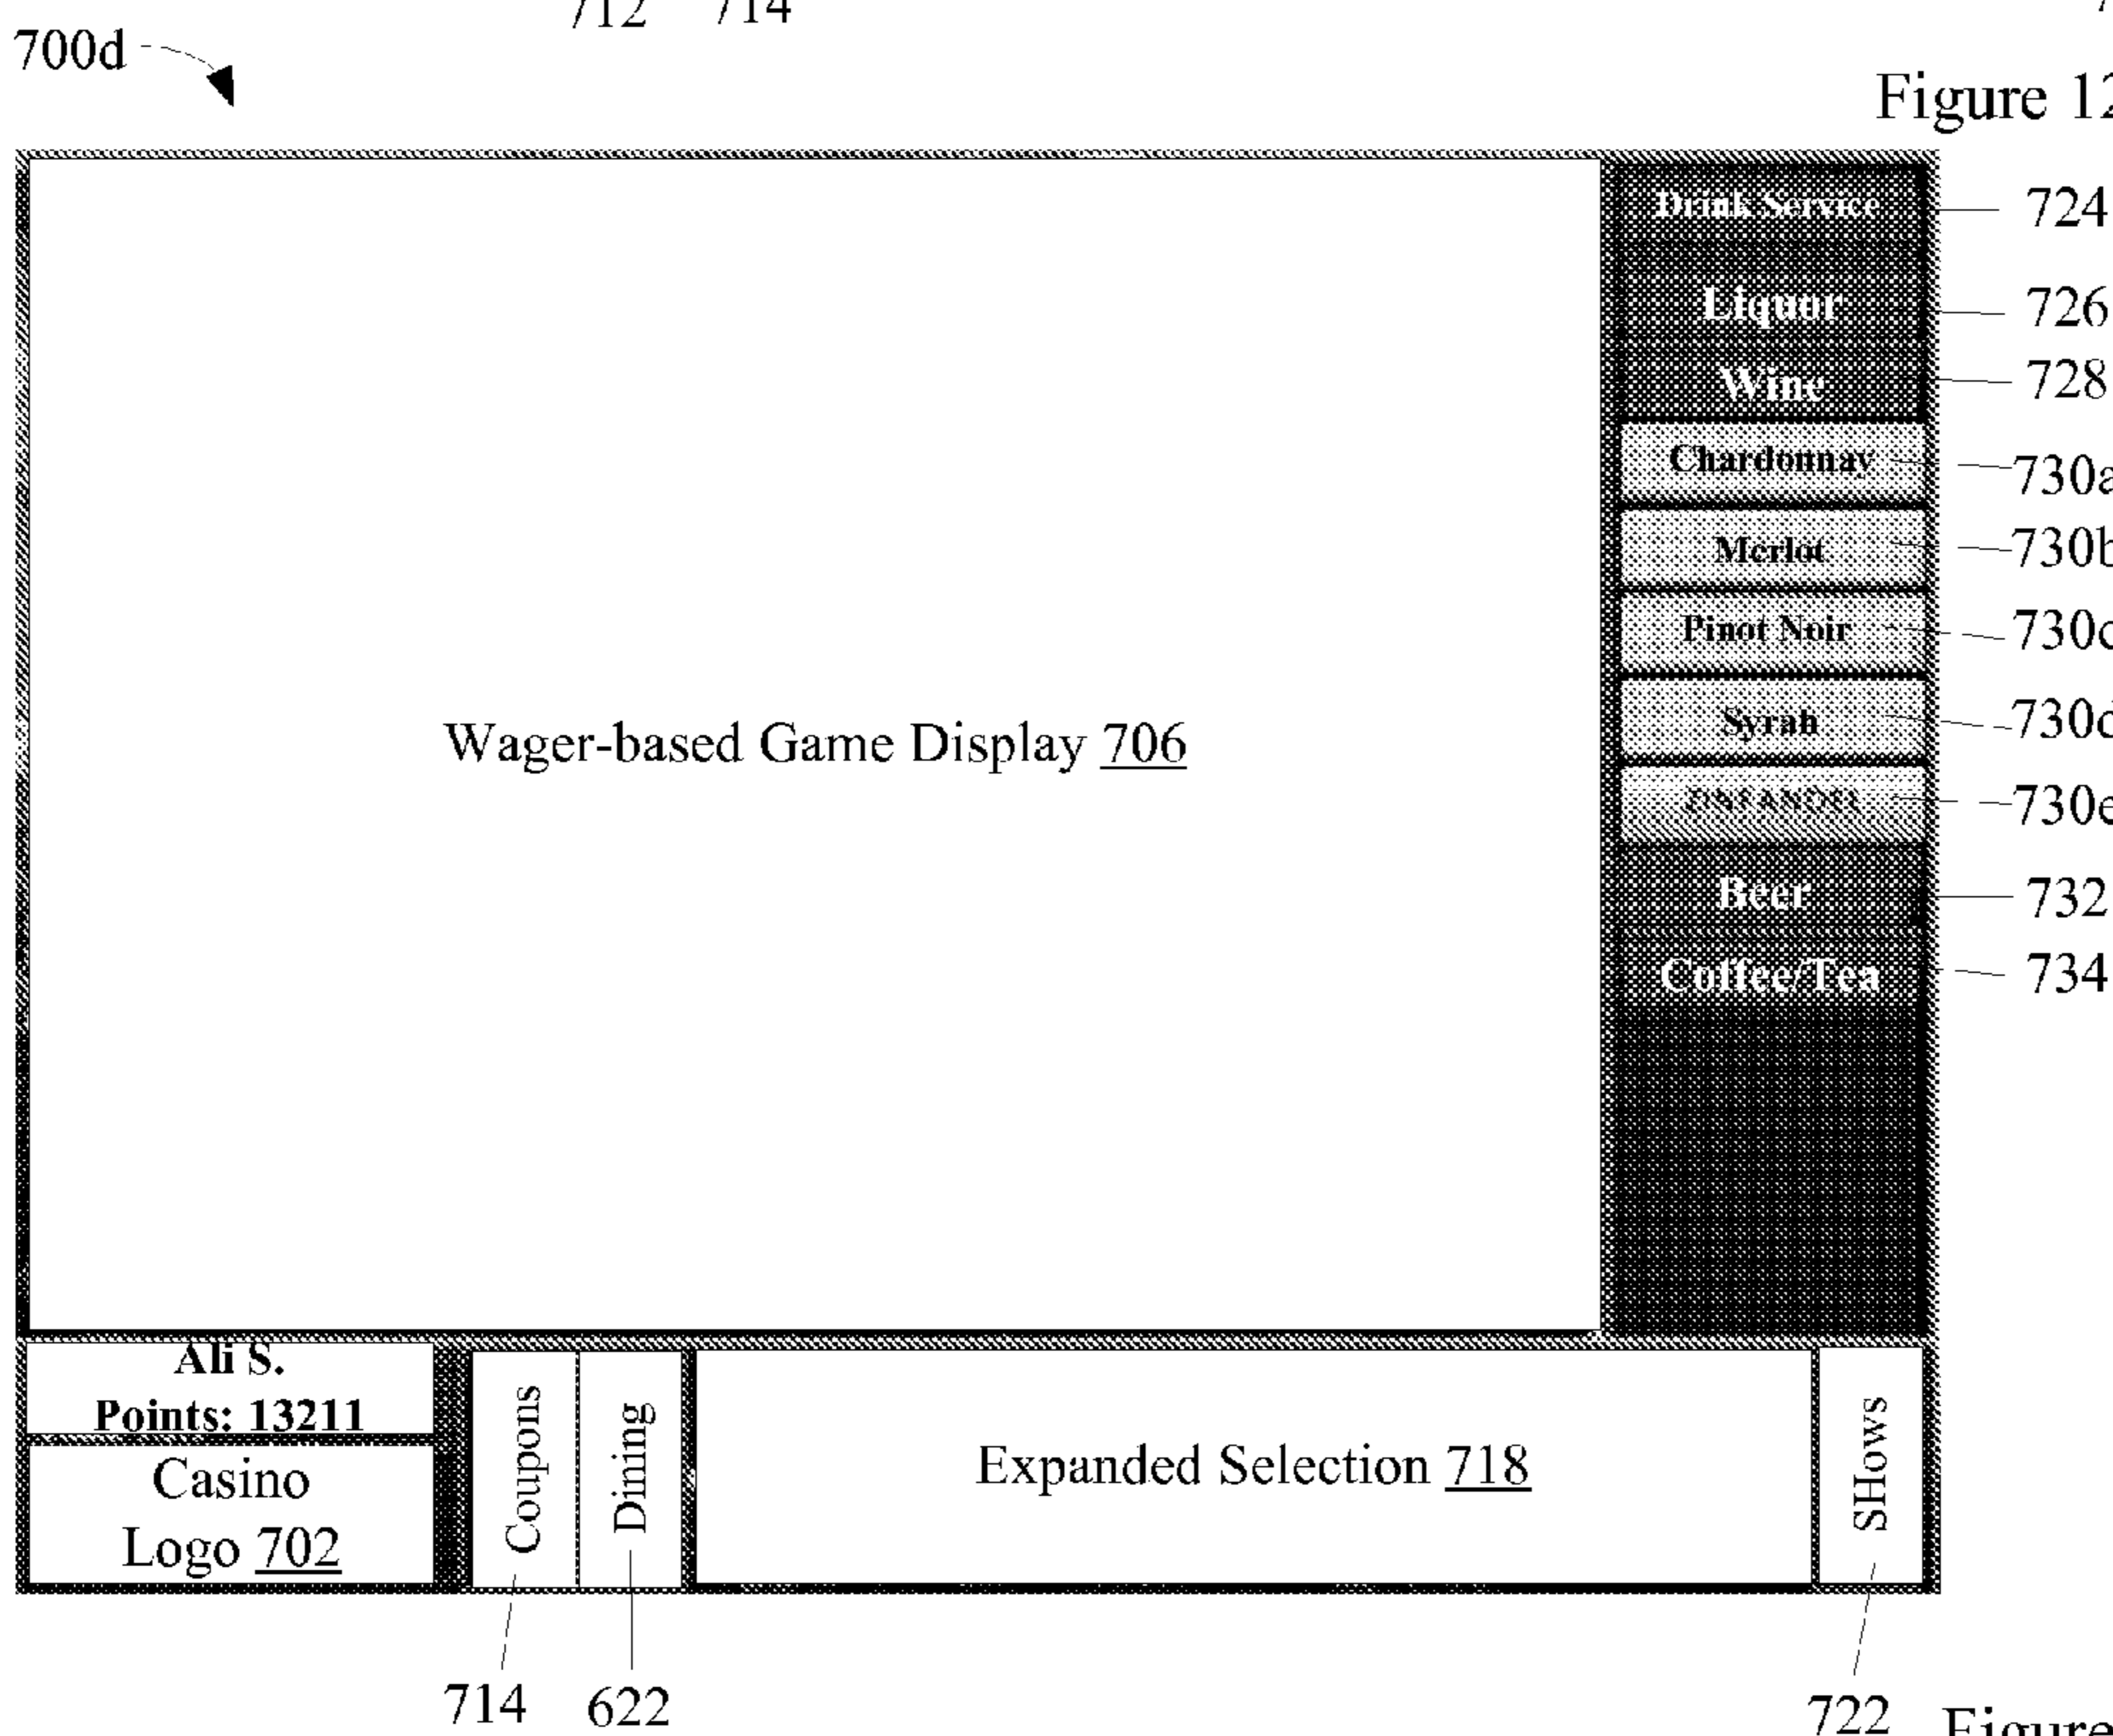 712 714
700d
Figure 12
Drink Service 724
Liquor 726
Wine 728
Chardonnay 730a
Merlot 730b
Pinot Noir 730c
Syrah 730d
Wager-based Game Display 706
ZINFANDEL 730e
Beer 732
Coffee/Tea 734
Ali S.
Points: 13211
Casino
Logo 702
Coupons
Dining
Expanded Selection 718
SHows
714 622 722
Figure